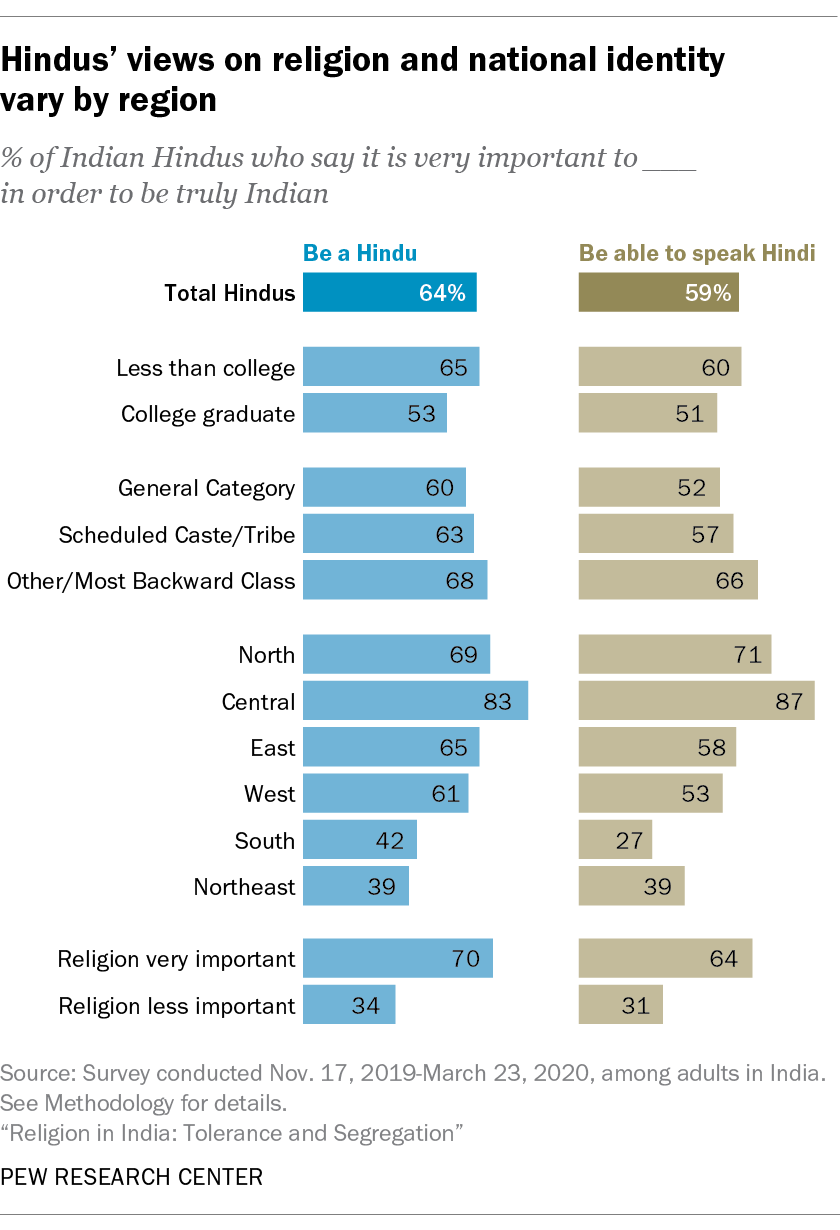 Hindus’ views on religion and national identity
vary by region
% of Indian Hindus who say it is very important to ___
in order to be truly Indian
Be a Hindu Be able to speak Hindi
Total Hindus 64% 59%
Less than college 65 60
College graduate 53 51
General Category 60 52
Scheduled Caste/Tribe 63 57
Other/Most Backward Class 68 66
North 69 71
Central 83 87
East 65 58
West 61 53
South 42 27
Northeast 39 39
Religion very important 70 64
Religion less important 34 31
Source: Survey conducted Nov. 17, 2019-March 23, 2020, among adults in India.
See Methodology for details.
“Religion in India: Tolerance and Segregation”
PEW RESEARCH CENTER